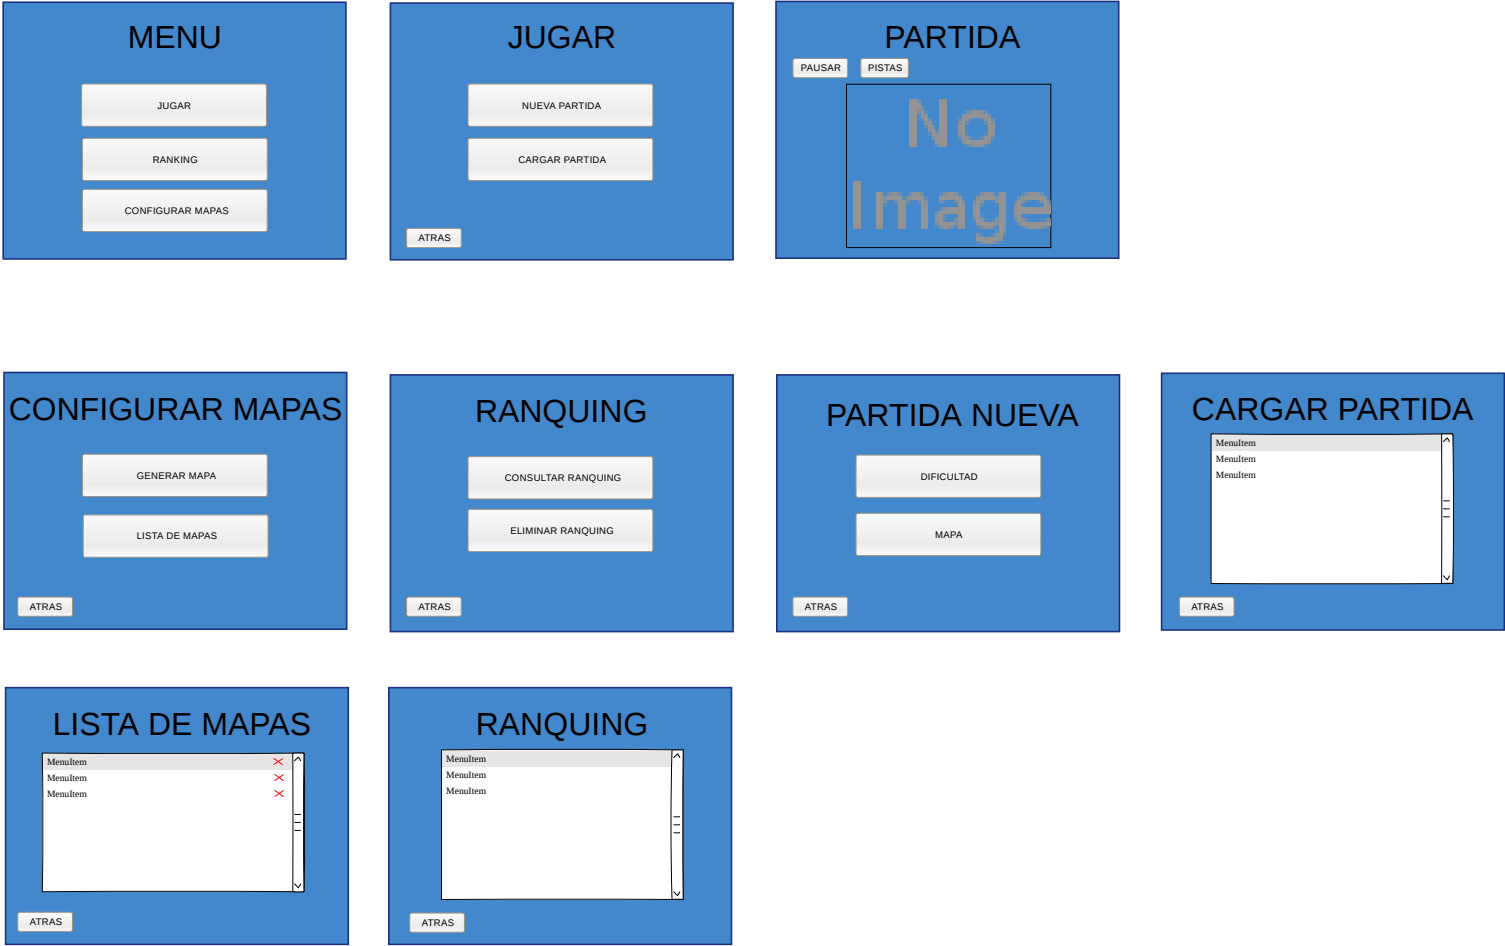 MENU
JUGAR
RANKING
CONFIGURAR MAPAS
JUGAR
NUEVA PARTIDA
CARGAR PARTIDA
ATRAS
PARTIDA
PAUSAR
PISTAS
No
Image
CONFIGURAR MAPAS
GENERAR MAPA
LISTA DE MAPAS
ATRAS
RANQUING
CONSULTAR RANQUING
ELIMINAR RANQUING
ATRAS
PARTIDA NUEVA
DIFICULTAD
MAPA
ATRAS
CARGAR PARTIDA
MenuItem
MenuItem
MenuItem
ATRAS
LISTA DE MAPAS
MenuItem
MenuItem
MenuItem
ATRAS
RANQUING
MenuItem
MenuItem
MenuItem
ATRAS